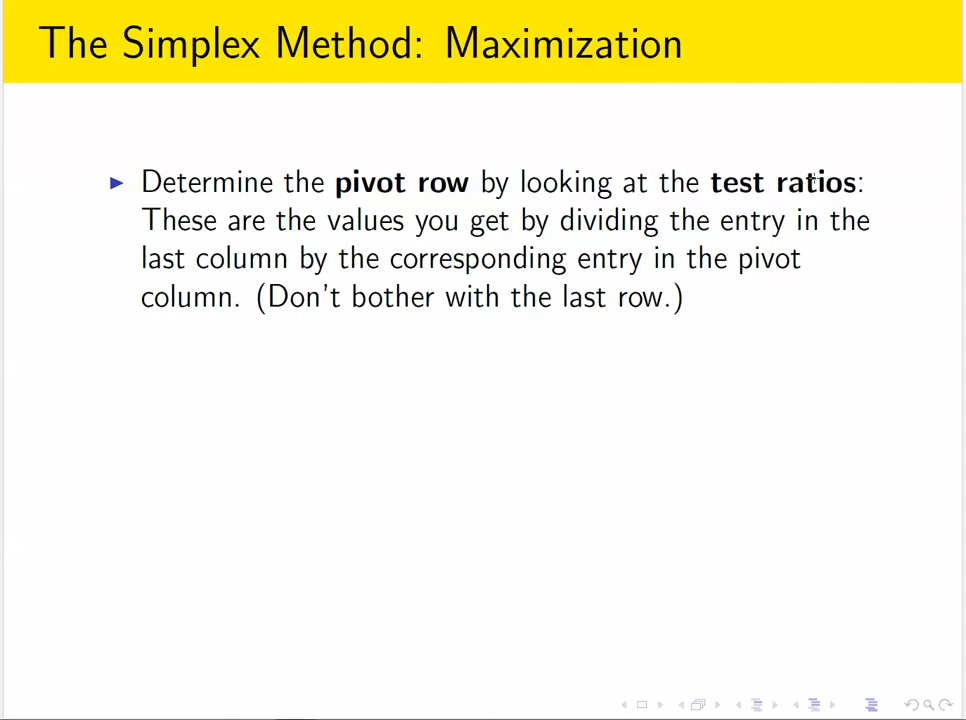 The Simplex Method: Maximization
Determine the pivot row by looking at the test ratios:
These are the values you get by dividing the entry in the
last column by the corresponding entry in the pivot
column. (Don't bother with the last row.)